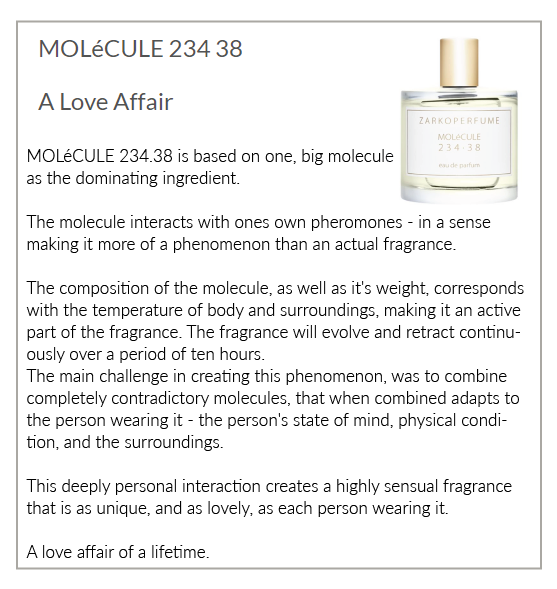 MOLéCULE 234 38
A Love Affair
ZARKOPERFUME
MOLéCULE
234·38
eau de parfum
MOLéCULE 234.38 is based on one, big molecule
as the dominating ingredient.
The molecule interacts with ones own pheromones - in a sense
making it more of a phenomenon than an actual fragrance.
The composition of the molecule, as well as it's weight, corresponds
with the temperature of body and surroundings, making it an active
part of the fragrance. The fragrance will evolve and retract continu-
ously over a period of ten hours.
The main challenge in creating this phenomenon, was to combine
completely contradictory molecules, that when combined adapts to
the person wearing it - the person's state of mind, physical condi-
tion, and the surroundings.
This deeply personal interaction creates a highly sensual fragrance
that is as unique, and as lovely, as each person wearing it.
A love affair of a lifetime.